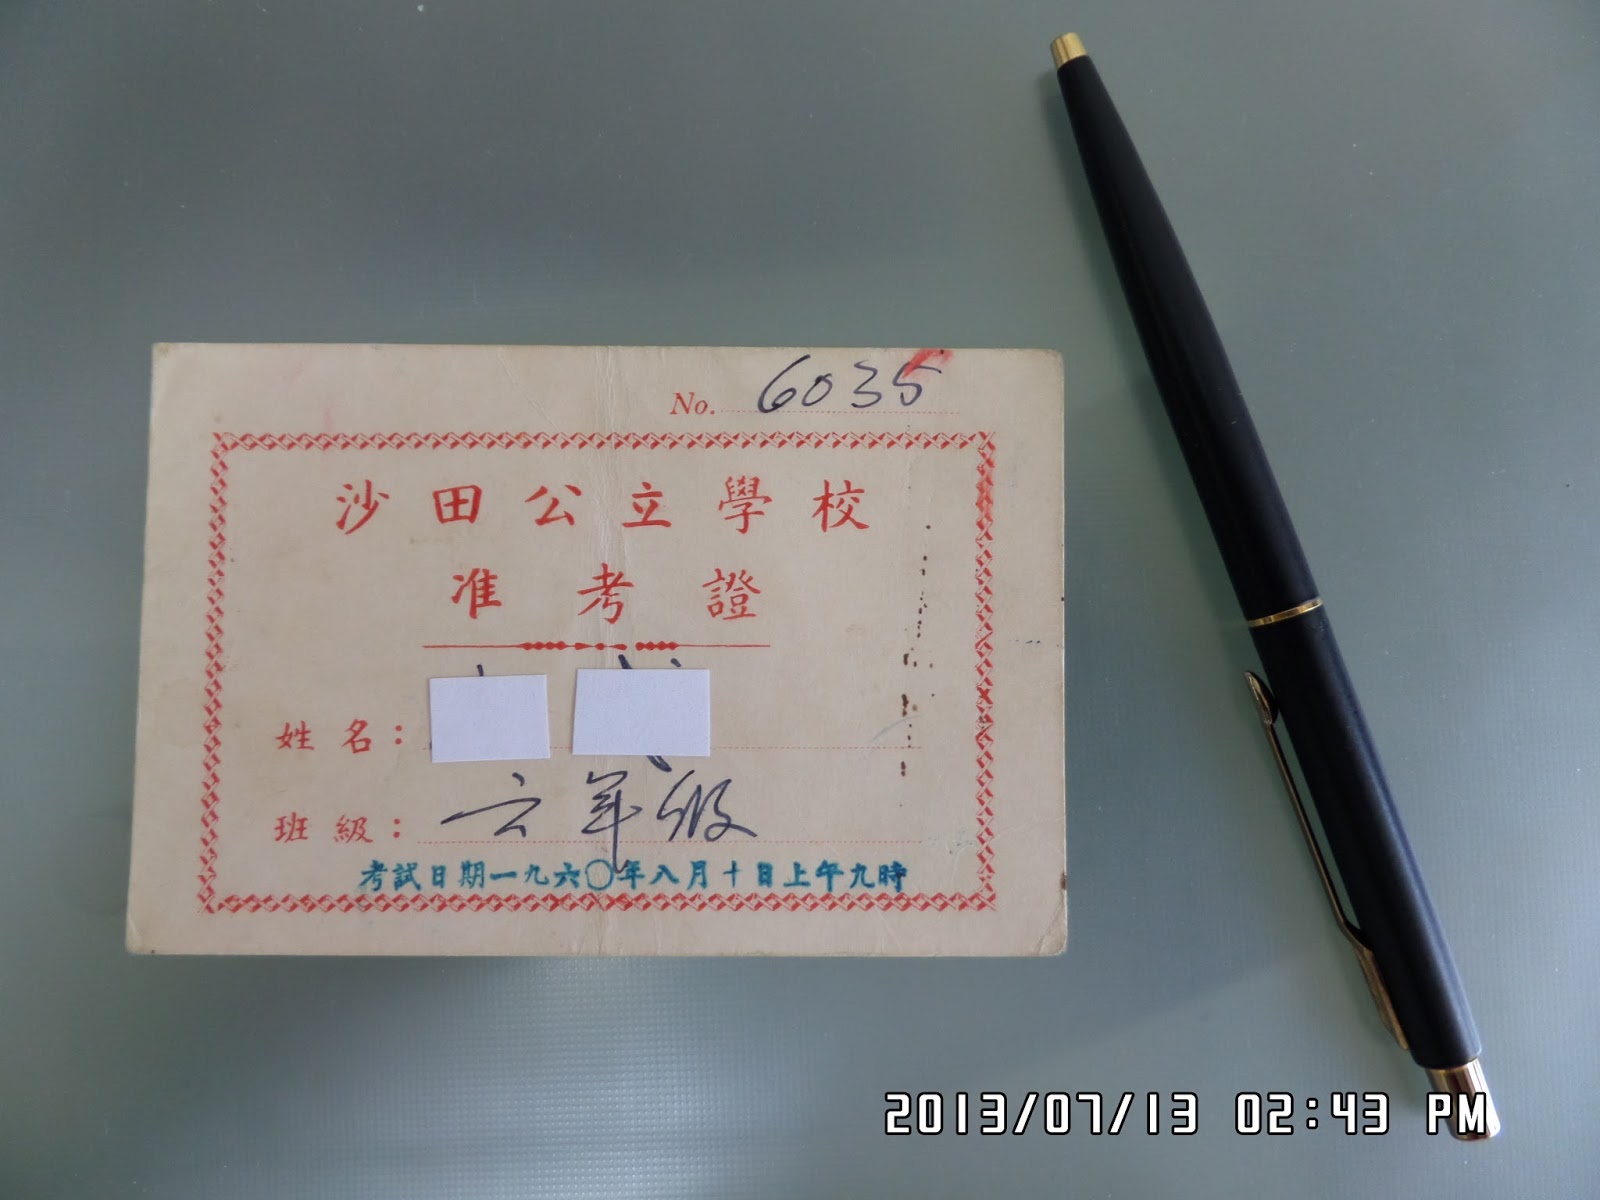 No. 6035
沙田公立學校
准考證
姓名：
班級：六年級
考試日期一九六〇年八月十日上午九時
2013/07/13 02:43 PM